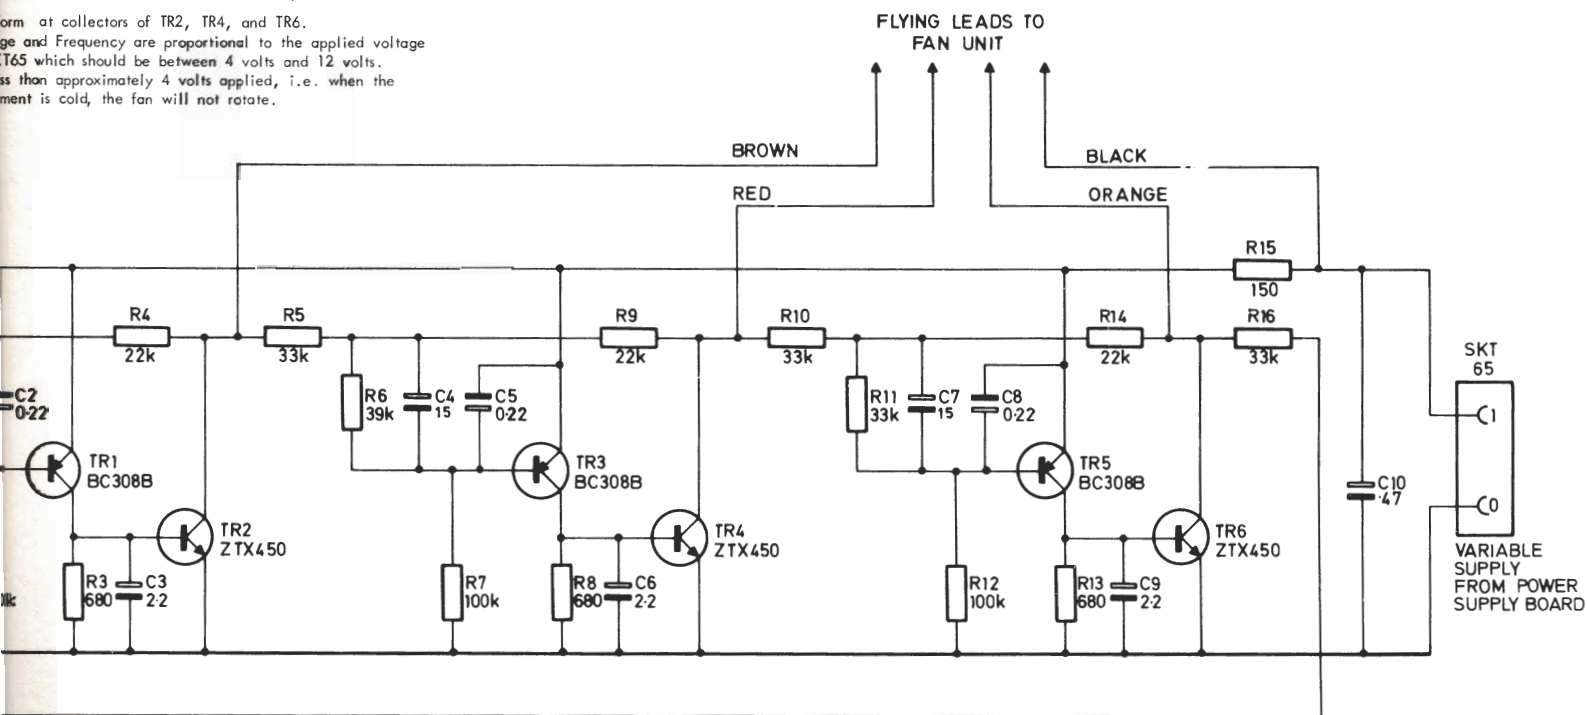 orm at collectors of TR2, TR4, and TR6.
ge and Frequency are proportional to the applied voltage
T65 which should be between 4 volts and 12 volts.
ss than approximately 4 volts applied, i.e. when the
ment is cold, the fan will not rotate.
FLYING LEADS TO
FAN UNIT
BROWN
BLACK
RED
ORANGE
R15
150
R4
22k
R5
33k
R9
22k
R10
33k
R14
22k
R16
33k
SKT
65
C2
0.22
R6
39k
C4
15
C5
0.22
R11
33k
C7
15
C8
0.22
1
TR1
BC308B
TR3
BC308B
TR5
BC308B
C10
.47
0
TR2
ZTX450
TR4
ZTX450
TR6
ZTX450
VARIABLE
SUPPLY
FROM POWER
SUPPLY BOARD
R3
680
C3
2.2
R7
100k
R8
680
C6
2.2
R12
100k
R13
680
C9
2.2